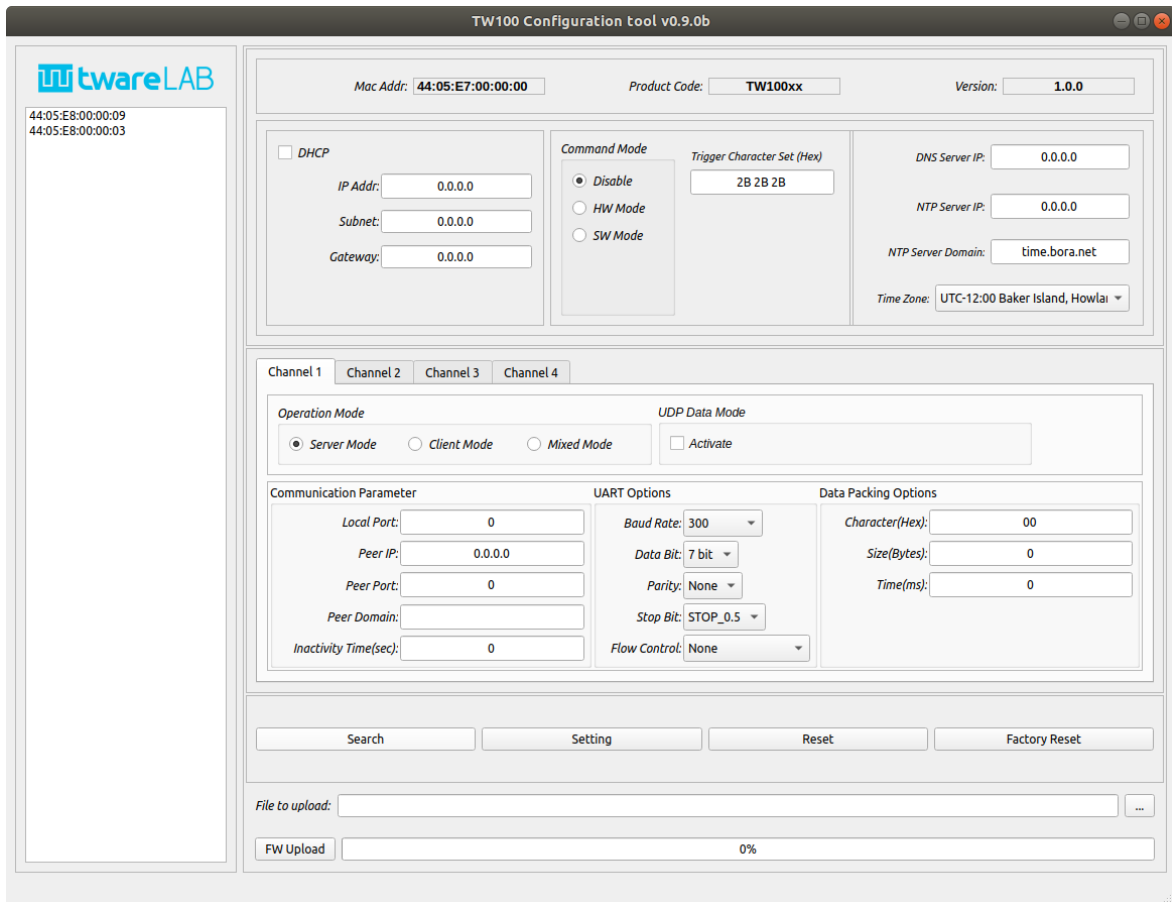 TW100 Configuration tool v0.9.0b
twareLAB
44:05:E8:00:00:09
44:05:E8:00:00:03
Mac Addr: 44:05:E7:00:00:00 Product Code: TW100xx Version: 1.0.0
DHCP
IP Addr: 0.0.0.0
Subnet: 0.0.0.0
Gateway: 0.0.0.0
Command Mode
Disable
HW Mode
SW Mode
Trigger Character Set (Hex)
2B 2B 2B
DNS Server IP: 0.0.0.0
NTP Server IP: 0.0.0.0
NTP Server Domain: time.bora.net
Time Zone: UTC-12:00 Baker Island, Howla
Channel 1 Channel 2 Channel 3 Channel 4
Operation Mode
Server Mode Client Mode Mixed Mode
UDP Data Mode
Activate
Communication Parameter
Local Port: 0
Peer IP: 0.0.0.0
Peer Port: 0
Peer Domain:
Inactivity Time(sec): 0
UART Options
Baud Rate: 300
Data Bit: 7 bit
Parity: None
Stop Bit: STOP_0.5
Flow Control: None
Data Packing Options
Character(Hex): 00
Size(Bytes): 0
Time(ms): 0
Search Setting Reset Factory Reset
File to upload: ...
FW Upload 0%